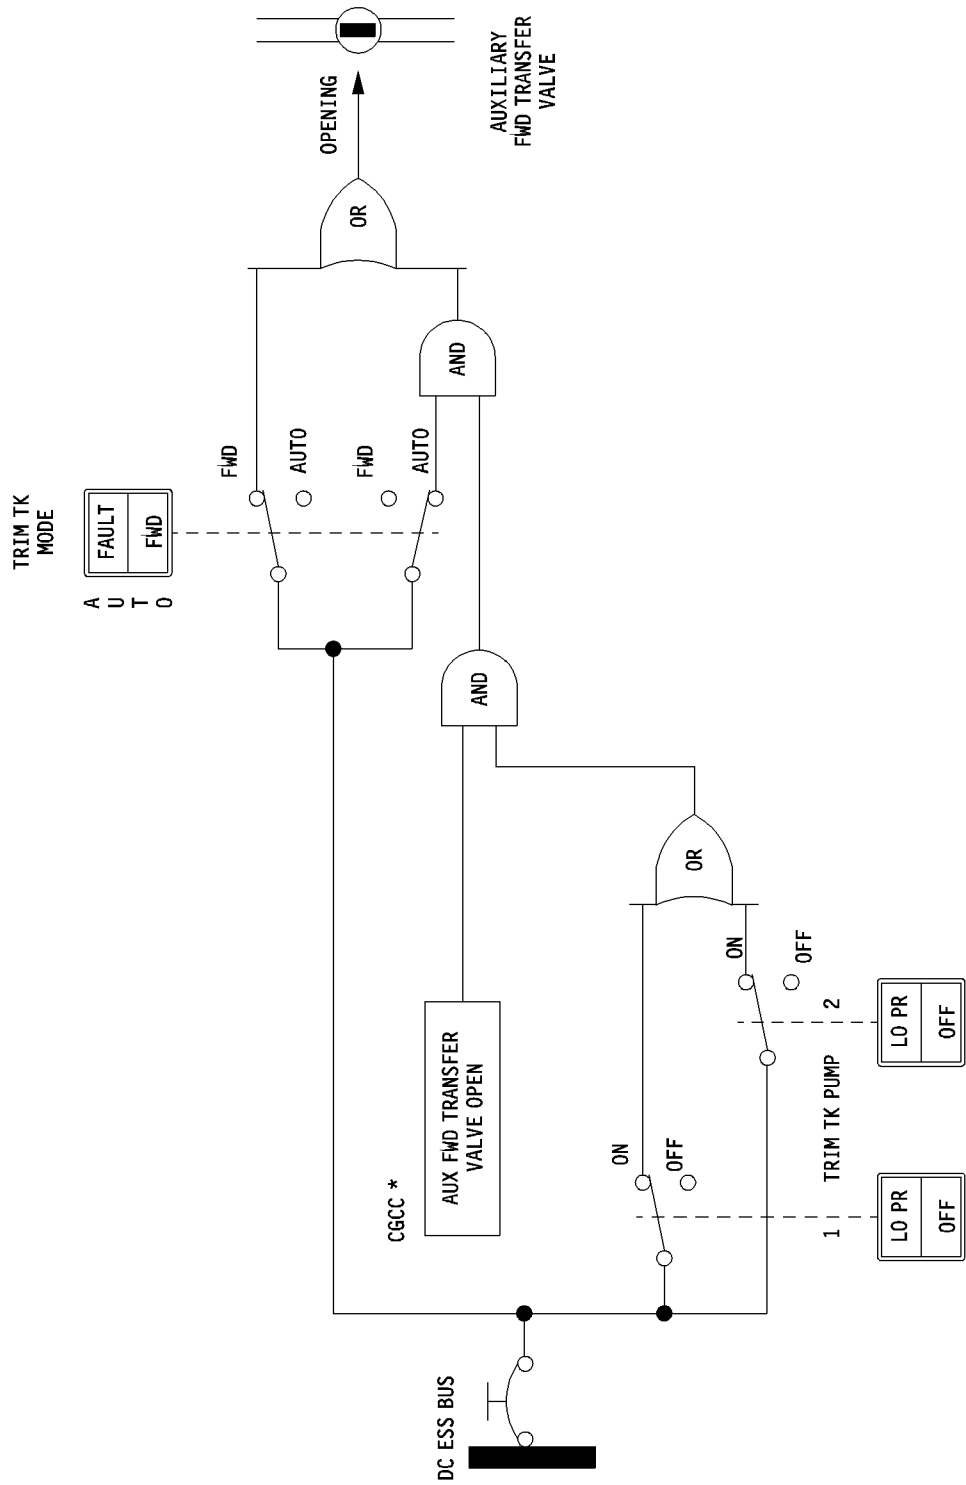 TRIM TK
MODE
FAULT
FWD
A
U
T
O
FWD
AUTO
FWD
AUTO
AND
OR
OPENING
AUXILIARY
FWD TRANSFER
VALVE
AND
CGCC *
AUX FWD TRANSFER
VALVE OPEN
DC ESS BUS
ON
OFF
ON
OFF
OR
1 TRIM TK PUMP 2
LO PR
OFF
LO PR
OFF